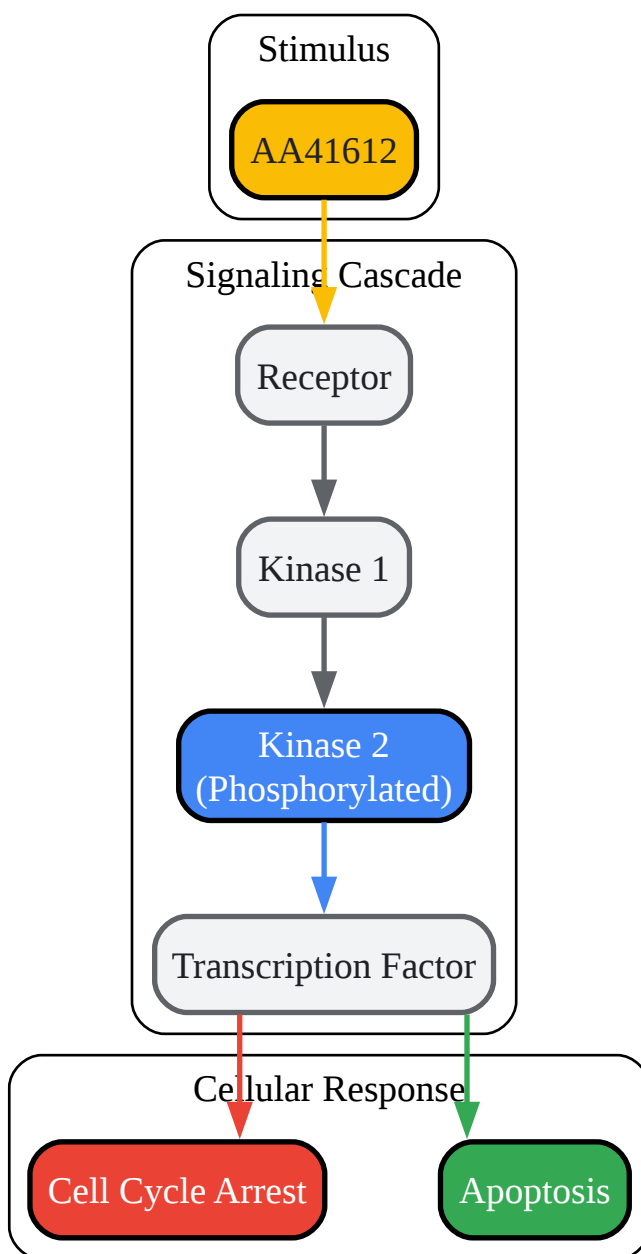 Stimulus
AA41612
Signaling Cascade
Receptor
Kinase 1
Kinase 2
(Phosphorylated)
Transcription Factor
Cellular Response
Cell Cycle Arrest
Apoptosis